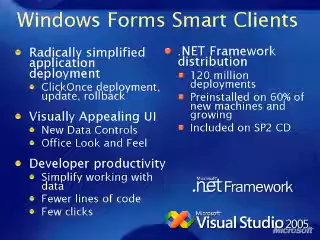 Windows Forms Smart Clients
Radically simplified
application
deployment
ClickOnce deployment,
update, rollback
Visually Appealing UI
New Data Controls
Office Look and Feel
Developer productivity
Simplify working with
data
Fewer lines of code
Few clicks
.NET Framework
distribution
120 million
deployments
Preinstalled on 60% of
new machines and
growing
Included on SP2 CD
Microsoft
.net Framework
Microsoft
Visual Studio 2005
Microsoft